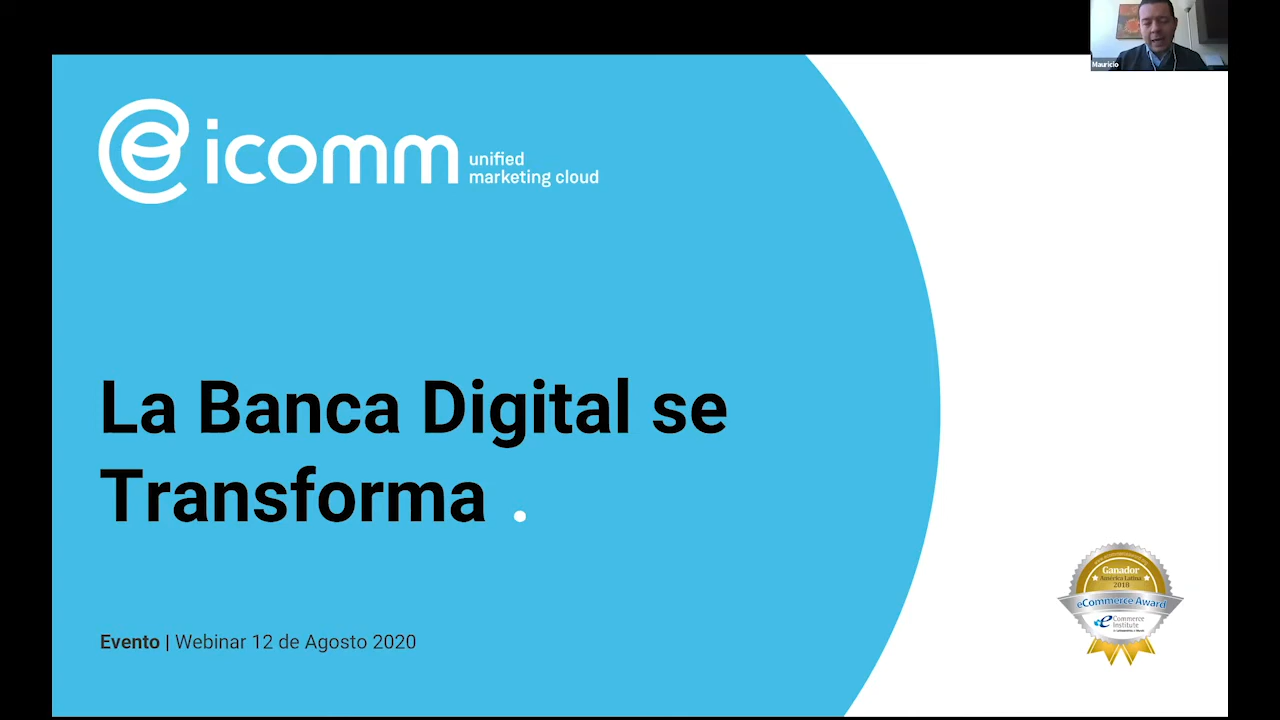 Mauricio
icomm
unified
marketing cloud
La Banca Digital se
Transforma .
Evento | Webinar 12 de Agosto 2020
Ganador
América Latina
2018
eCommerce Award
eCommerce
Institute